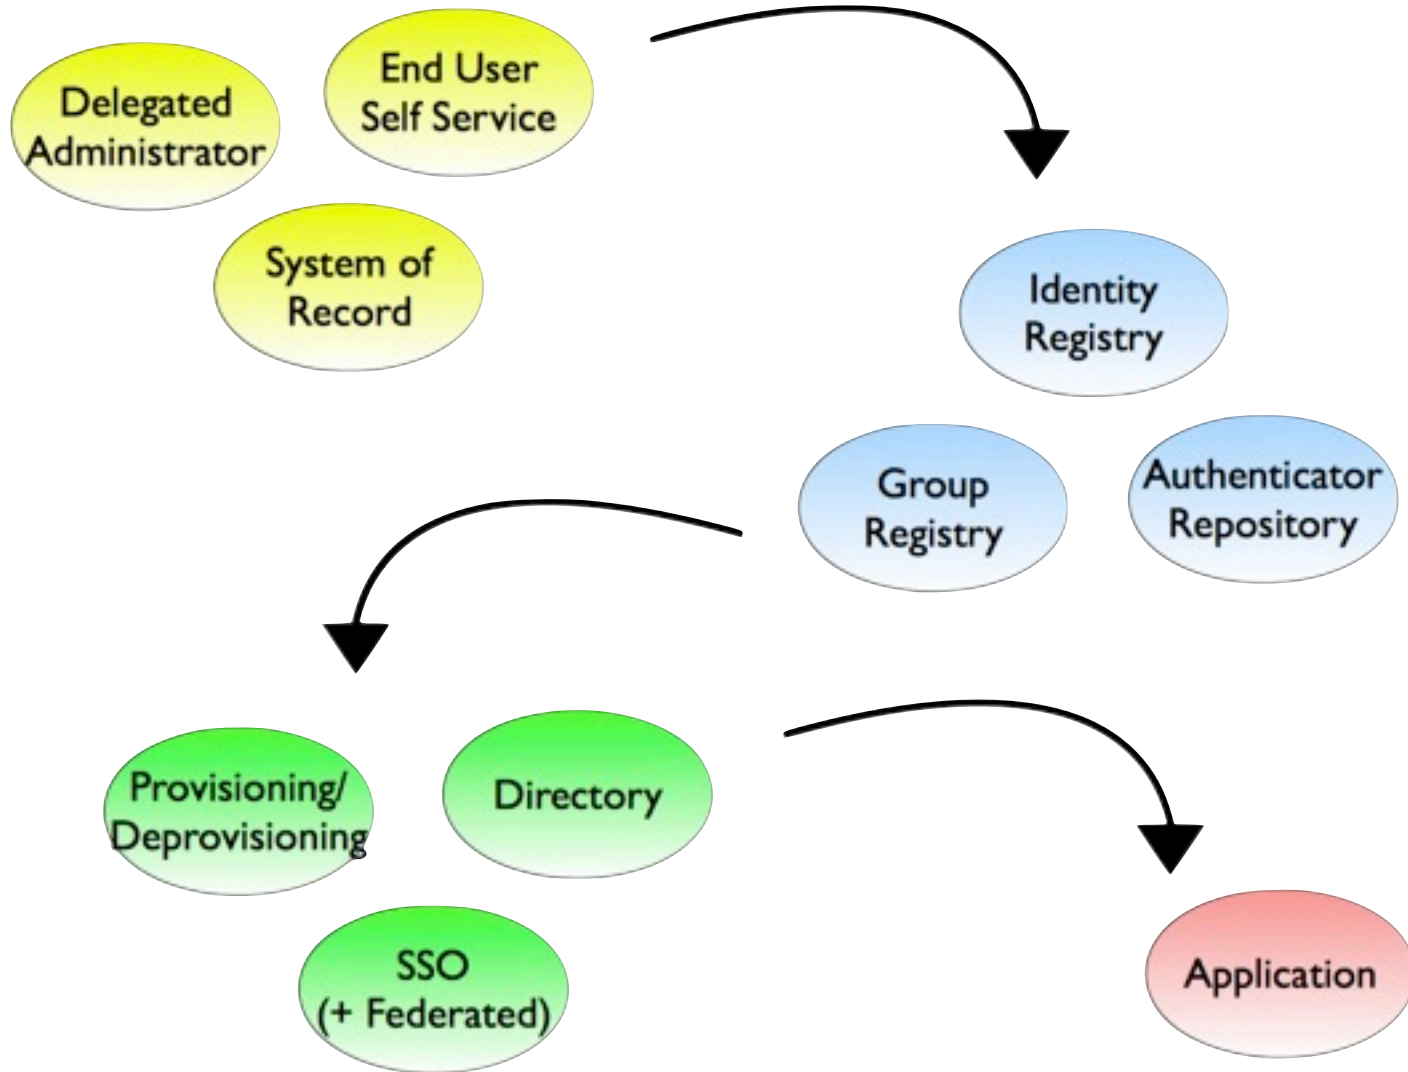 Delegated
Administrator
End User
Self Service
System of
Record
Identity
Registry
Group
Registry
Authenticator
Repository
Provisioning/
Deprovisioning
Directory
SSO
(+ Federated)
Application